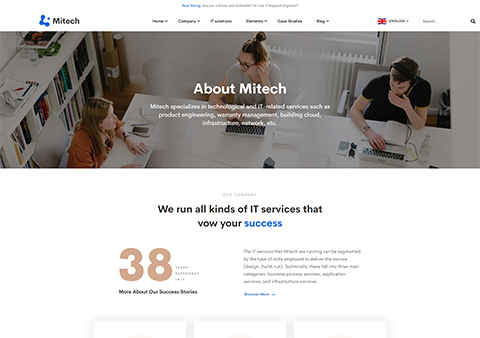 Now Hiring: Are you a driven and motivated 1st Line IT Support Engineer?
Mitech
Home Company IT solutions Elements Case Studies Blog ENGLISH Search...
About Mitech
Mitech specializes in technological and IT-related services such as
product engineering, warranty management, building cloud,
infrastructure, network, etc.
OUR COMPANY
We run all kinds of IT services that
vow your success
38
YEARS'
EXPERIENCE
IN IT
More About Our Success Stories
The IT services that Mitech are running can be segmented
by the type of skills employed to deliver the service
(design, build, run). Technically, these fall into three main
categories: business process services, application
services, and infrastructure services.
Discover More →